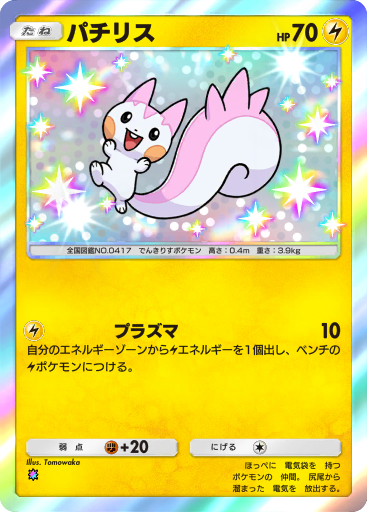 たね パチリス HP 70
全国図鑑NO.0417 でんきりすポケモン 高さ:0.4m 重さ:3.9kg
プラズマ 10
自分のエネルギーゾーンからエネルギーを1個出し、ベンチの
ポケモンにつける。
弱点 +20 にげる
Illus. Tomowaka
ほっぺに 電気袋を 持つ
ポケモンの 仲間。尻尾から
溜まった 電気を 放出する。